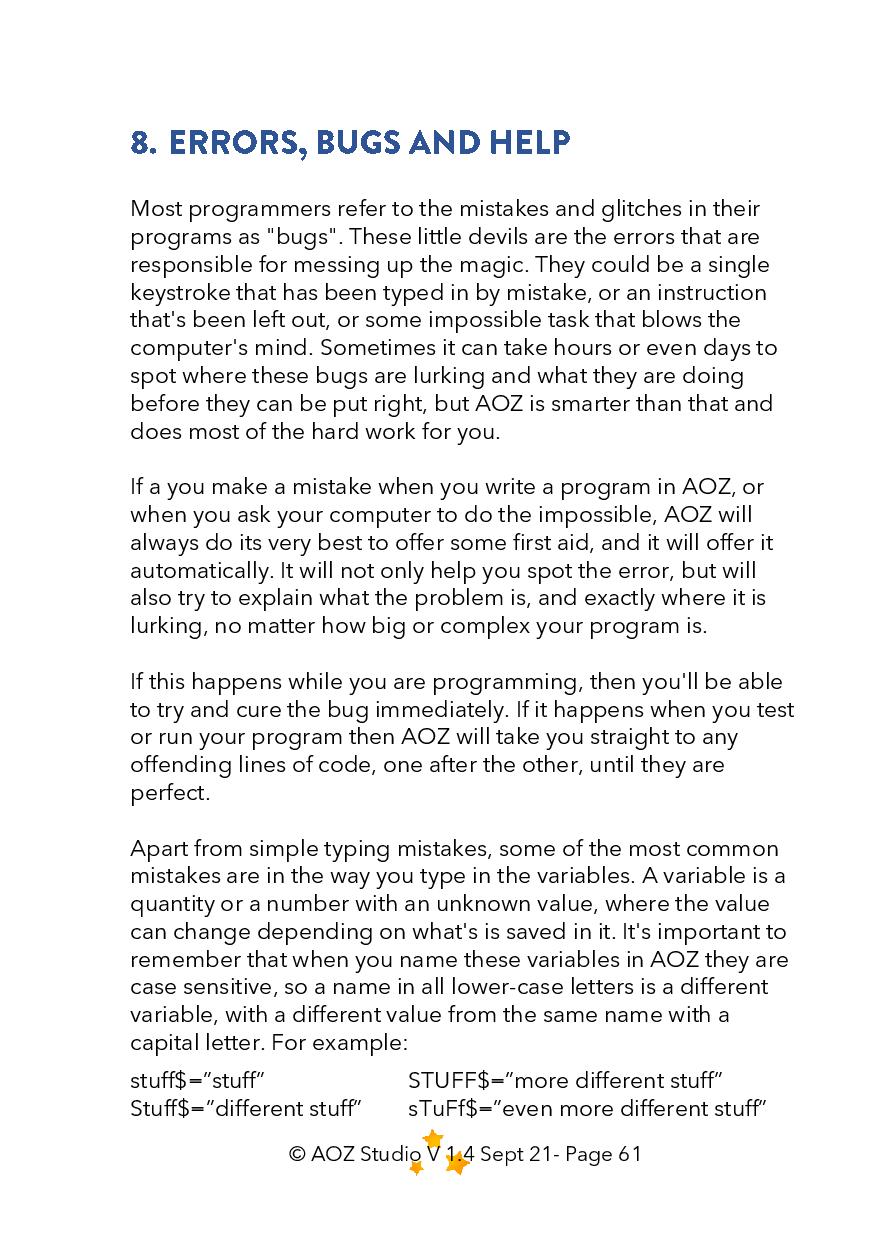 8. ERRORS, BUGS AND HELP
Most programmers refer to the mistakes and glitches in their
programs as "bugs". These little devils are the errors that are
responsible for messing up the magic. They could be a single
keystroke that has been typed in by mistake, or an instruction
that's been left out, or some impossible task that blows the
computer's mind. Sometimes it can take hours or even days to
spot where these bugs are lurking and what they are doing
before they can be put right, but AOZ is smarter than that and
does most of the hard work for you.
If a you make a mistake when you write a program in AOZ, or
when you ask your computer to do the impossible, AOZ will
always do its very best to offer some first aid, and it will offer it
automatically. It will not only help you spot the error, but will
also try to explain what the problem is, and exactly where it is
lurking, no matter how big or complex your program is.
If this happens while you are programming, then you'll be able
to try and cure the bug immediately. If it happens when you test
or run your program then AOZ will take you straight to any
offending lines of code, one after the other, until they are
perfect.
Apart from simple typing mistakes, some of the most common
mistakes are in the way you type in the variables. A variable is a
quantity or a number with an unknown value, where the value
can change depending on what's is saved in it. It's important to
remember that when you name these variables in AOZ they are
case sensitive, so a name in all lower-case letters is a different
variable, with a different value from the same name with a
capital letter. For example:
stuff$=”stuff” STUFF$=”more different stuff”
Stuff$=”different stuff” sTuFf$=”even more different stuff”
© AOZ Studio V 1.4 Sept 21- Page 61